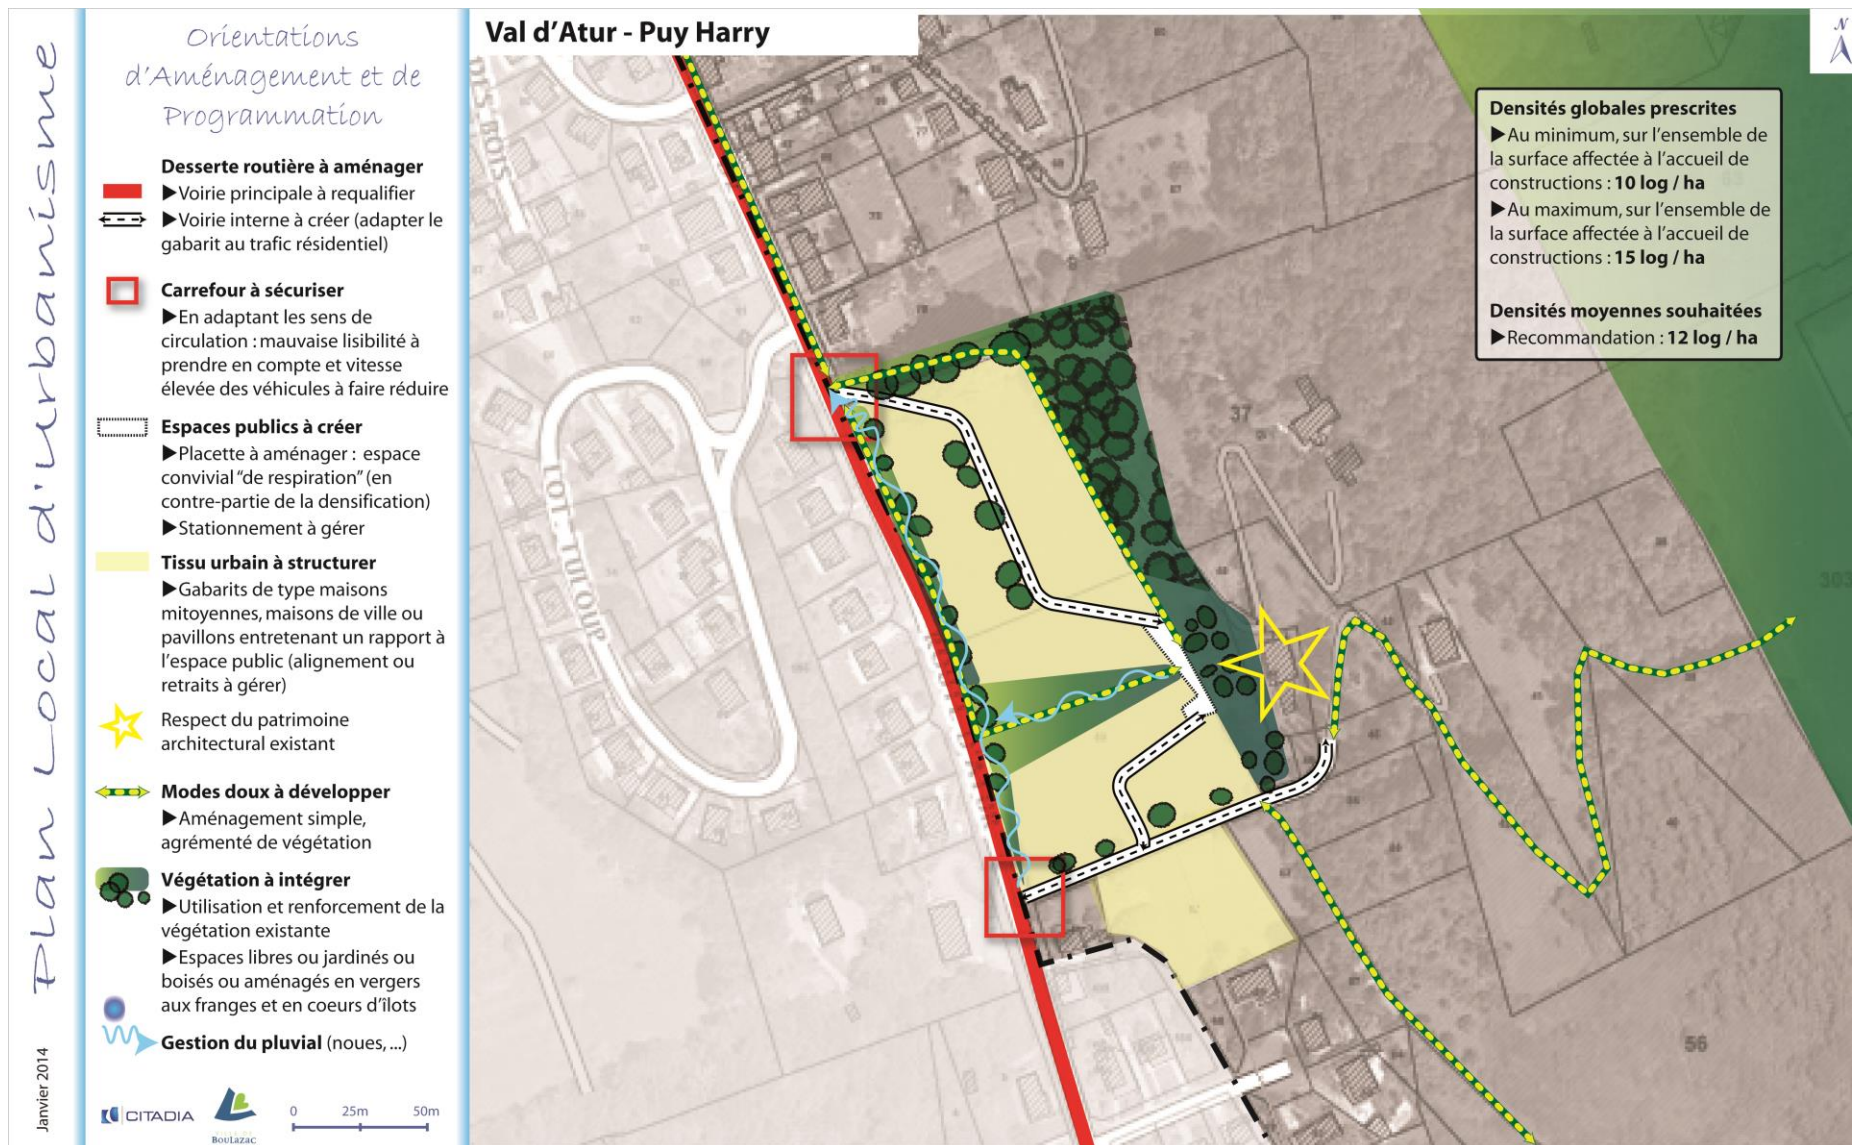 Plan Local d'Urbanisme
Janvier 2014
Orientations
d'Aménagement et de
Programmation
Desserte routière à aménager
▶Voirie principale à requalifier
▶Voirie interne à créer (adapter le
gabarit au trafic résidentiel)
Carrefour à sécuriser
▶En adaptant les sens de
circulation : mauvaise lisibilité à
prendre en compte et vitesse
élevée des véhicules à faire réduire
Espaces publics à créer
▶Placette à aménager : espace
convivial “de respiration” (en
contre-partie de la densification)
▶Stationnement à gérer
Tissu urbain à structurer
▶Gabarits de type maisons
mitoyennes, maisons de ville ou
pavillons entretenant un rapport à
l'espace public (alignement ou
retraits à gérer)
Respect du patrimoine
architectural existant
Modes doux à développer
▶Aménagement simple,
agrémenté de végétation
Végétation à intégrer
▶Utilisation et renforcement de la
végétation existante
▶Espaces libres ou jardinés ou
boisés ou aménagés en vergers
aux franges et en coeurs d'îlots
Gestion du pluvial (noues, ...)
CITADIA
BOULAZAC
0 25m 50m
Val d'Atur - Puy Harry
N
Densités globales prescrites
▶Au minimum, sur l'ensemble de
la surface affectée à l'accueil de
constructions : 10 log / ha
▶Au maximum, sur l'ensemble de
la surface affectée à l'accueil de
constructions : 15 log / ha
Densités moyennes souhaitées
▶Recommandation : 12 log / ha
DES BOIS
LOT. TULOUP
37
303
56